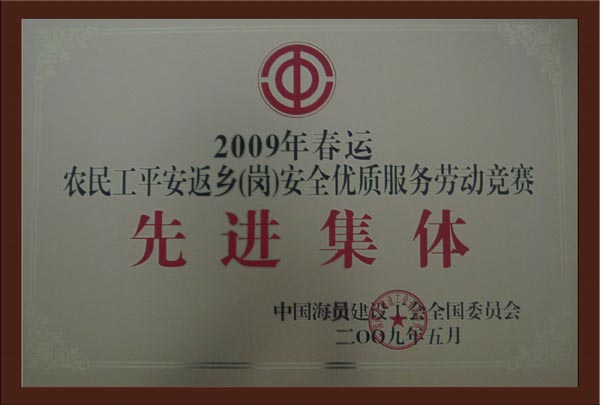 2009年春运
农民工平安返乡(岗)安全优质服务劳动竞赛
先进集体
中国海员建设工会全国委员会
二〇〇九年五月